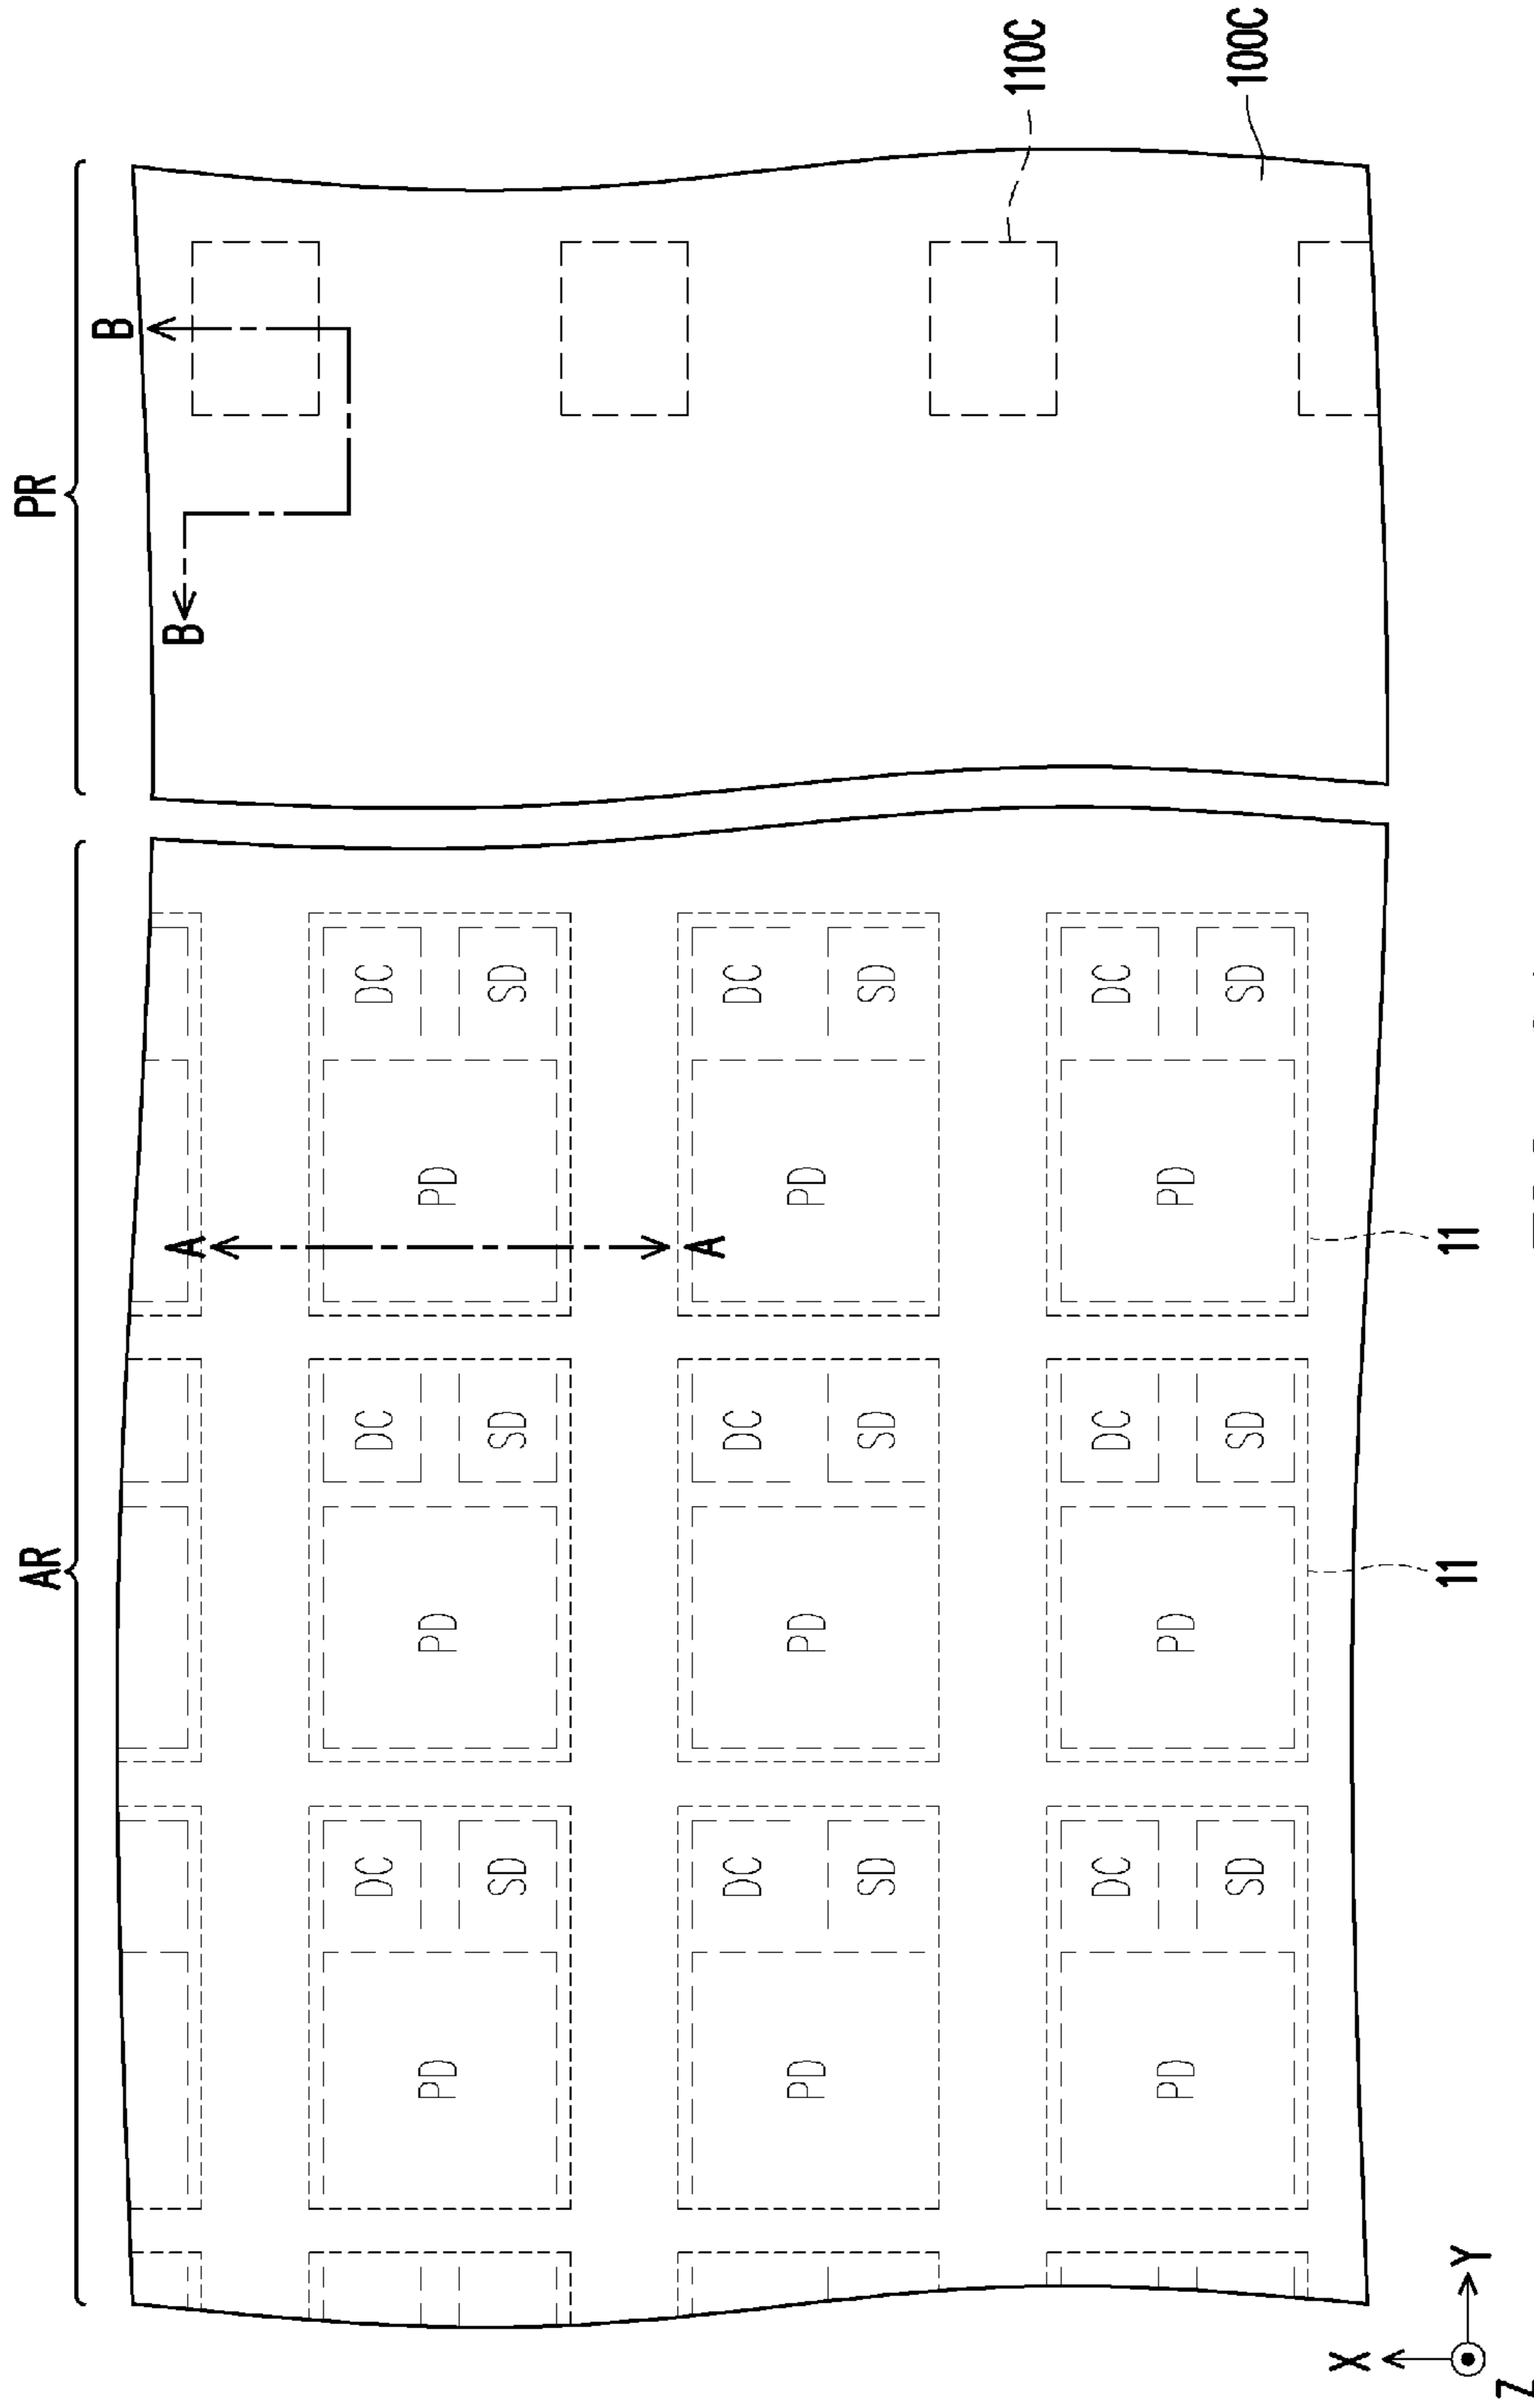 AR PR
B
A B
DC DC DC
PD PD PD
SD SD SD
A
DC DC DC
PD PD PD
SD SD SD
110C
DC DC DC
PD PD PD
SD SD SD 100C
X
11 11
Y
Z